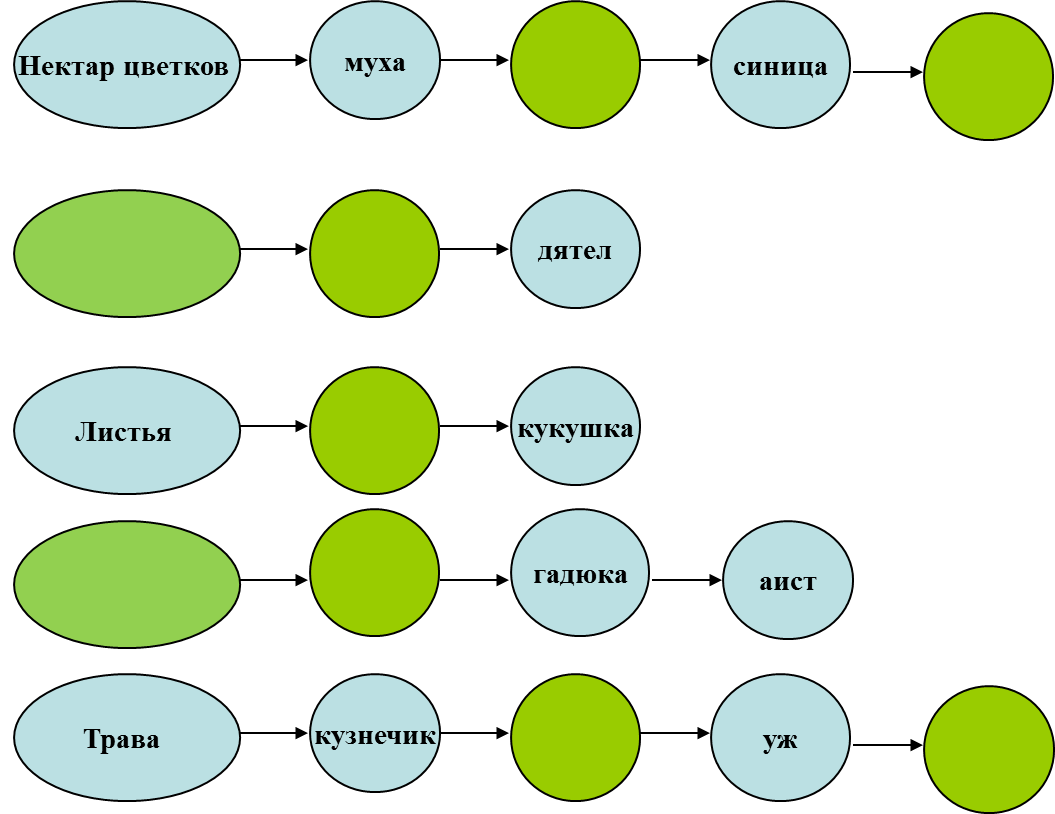 Нектар цветков
муха
синица
дятел
Листья
кукушка
гадюка
аист
Трава
кузнечик
уж